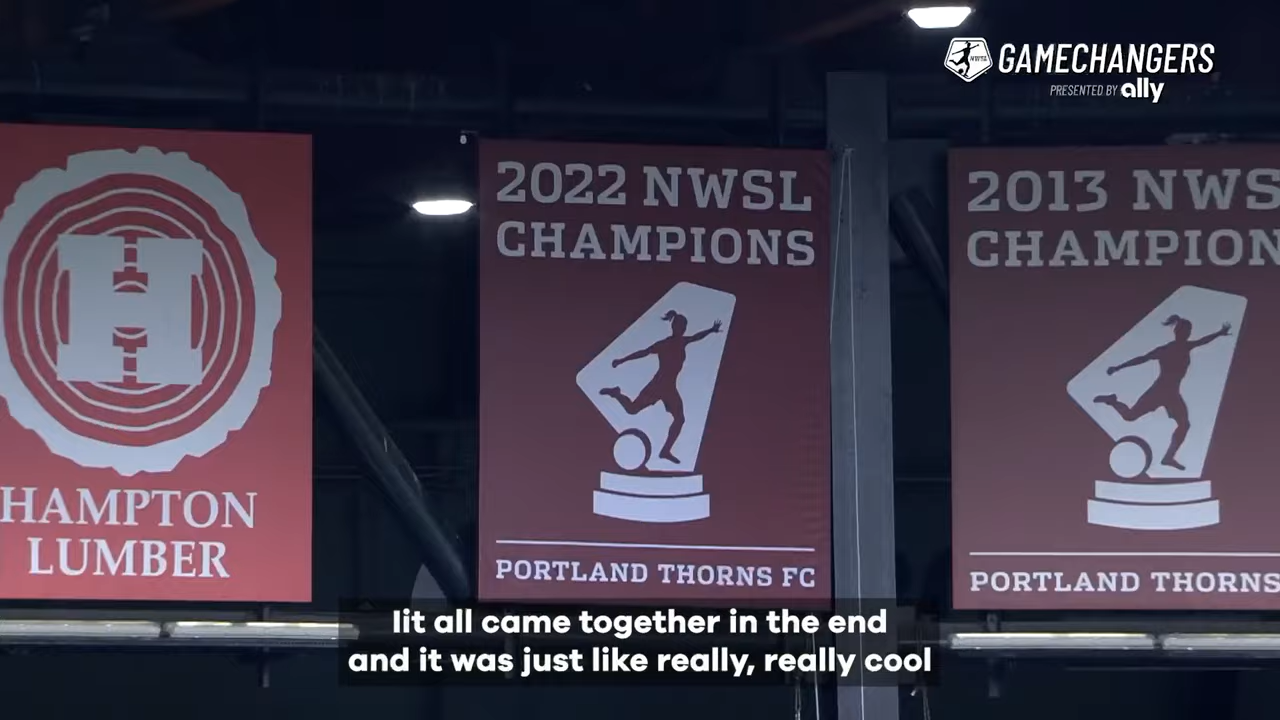 GAMECHANGERS
PRESENTED BY ally
HAMPTON
LUMBER
2022 NWSL
CHAMPIONS
PORTLAND THORNS FC
2013 NWS
CHAMPION
PORTLAND THORNS
Iit all came together in the end
and it was just like really, really cool